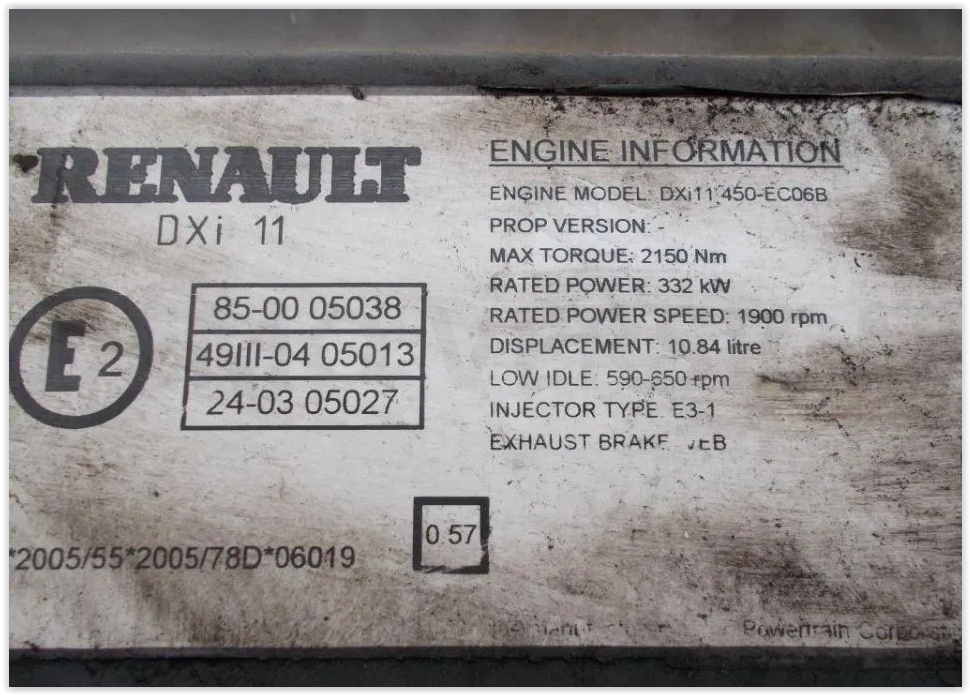 RENAULT
DXi 11
E 2
85-00 05038
49III-04 05013
24-03 05027
*2005/55*2005/78D*06019
0 57
ENGINE INFORMATION
ENGINE MODEL: DXi11 450-EC06B
PROP VERSION: -
MAX TORQUE: 2150 Nm
RATED POWER: 332 kW
RATED POWER SPEED: 1900 rpm
DISPLACEMENT: 10.84 litre
LOW IDLE: 590-650 rpm
INJECTOR TYPE: E3-1
EXHAUST BRAKE
Powertrain